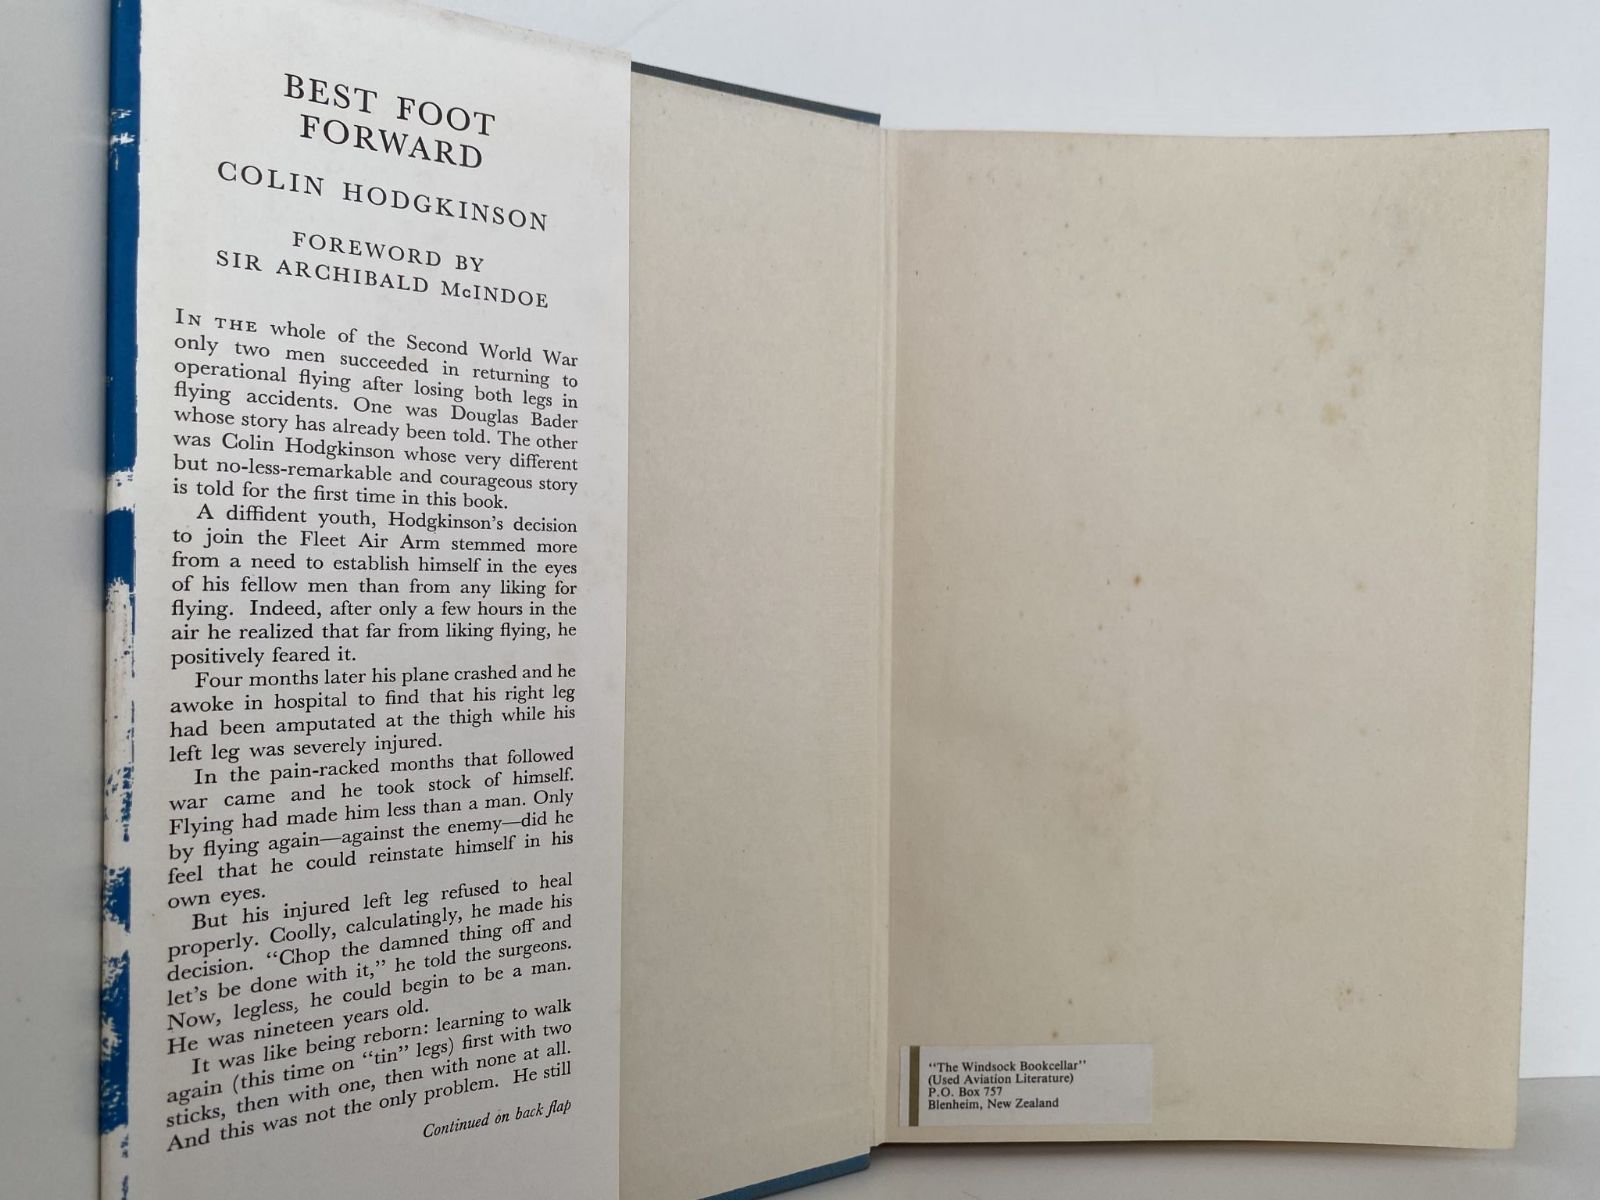 BEST FOOT
FORWARD
COLIN HODGKINSON
FOREWORD BY
SIR ARCHIBALD McINDOE
IN THE whole of the Second World War
only two men succeeded in returning to
operational flying after losing both legs in
flying accidents. One was Douglas Bader
whose story has already been told. The other
was Colin Hodgkinson whose very different
but no-less-remarkable and courageous story
is told for the first time in this book.
A diffident youth, Hodgkinson's decision
to join the Fleet Air Arm stemmed more
from a need to establish himself in the eyes
of his fellow men than from any liking for
flying. Indeed, after only a few hours in the
air he realized that far from liking flying, he
positively feared it.
Four months later his plane crashed and he
awoke in hospital to find that his right leg
had been amputated at the thigh while his
left leg was severely injured.
In the pain-racked months that followed
war came and he took stock of himself.
Flying had made him less than a man. Only
by flying again—against the enemy—did he
feel that he could reinstate himself in his
own eyes.
But his injured left leg refused to heal
properly. Coolly, calculatingly, he made his
decision. "Chop the damned thing off and
let's be done with it," he told the surgeons.
Now, legless, he could begin to be a man.
He was nineteen years old.
It was like being reborn: learning to walk
again (this time on "tin" legs) first with two
sticks, then with one, then with none at all.
And this was not the only problem. He still
Continued on back flap
"The Windsock Bookcellar"
(Used Aviation Literature)
P.O. Box 757
Blenheim, New Zealand